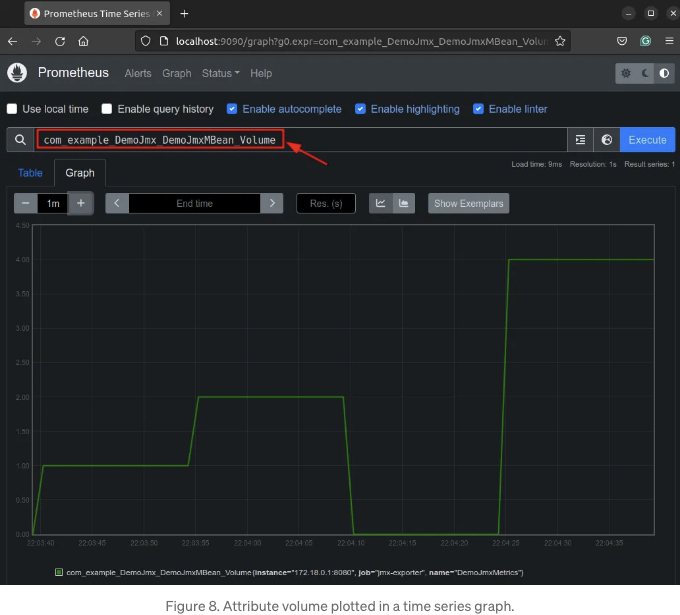 Prometheus Time Series
localhost:9090/graph?g0.expr=com_example_DemoJmx_DemoJmxMBean_Volun
Prometheus Alerts Graph Status Help
Use local time Enable query history Enable autocomplete Enable highlighting Enable linter
com_example_DemoJmx_DemoJmxMBean_Volume Execute
Load time: 9ms Resolution: 1s Result series: 1
Table Graph
− 1m + < End time > Res. (s) Show Exemplars
4.50
4.00
3.50
3.00
2.50
2.00
1.50
1.00
0.50
0.00
22:03:40 22:03:45 22:03:50 22:03:55 22:04:00 22:04:05 22:04:10 22:04:15 22:04:20 22:04:25 22:04:30 22:04:35
com_example_DemoJmx_DemoJmxMBean_Volume{instance="172.18.0.1:8080", job="jmx-exporter", name="DemoJmxMetrics"}
Figure 8. Attribute volume plotted in a time series graph.